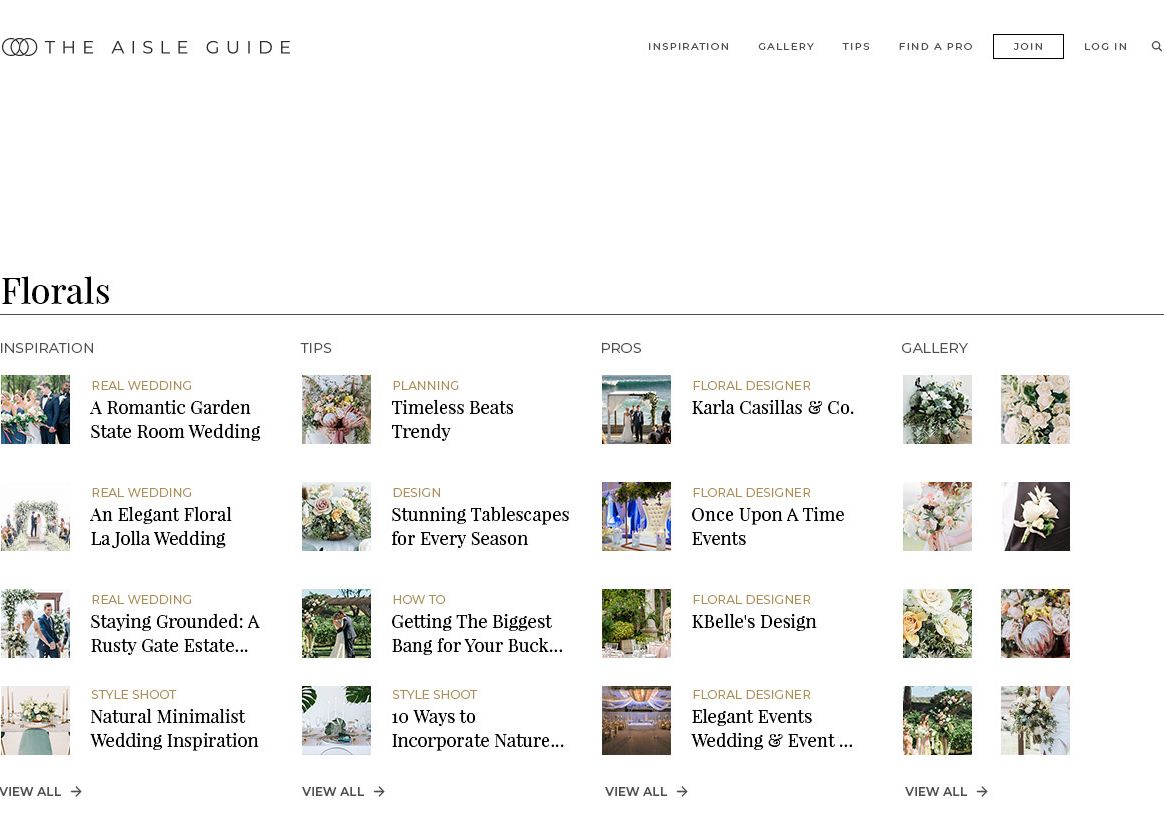 THE AISLE GUIDE
INSPIRATION GALLERY TIPS FIND A PRO JOIN LOG IN
Florals
INSPIRATION
REAL WEDDING
A Romantic Garden
State Room Wedding
REAL WEDDING
An Elegant Floral
La Jolla Wedding
REAL WEDDING
Staying Grounded: A
Rusty Gate Estate...
STYLE SHOOT
Natural Minimalist
Wedding Inspiration
VIEW ALL
TIPS
PLANNING
Timeless Beats
Trendy
DESIGN
Stunning Tablescapes
for Every Season
HOW TO
Getting The Biggest
Bang for Your Buck...
STYLE SHOOT
10 Ways to
Incorporate Nature...
VIEW ALL
PROS
FLORAL DESIGNER
Karla Casillas & Co.
FLORAL DESIGNER
Once Upon A Time
Events
FLORAL DESIGNER
KBelle's Design
FLORAL DESIGNER
Elegant Events
Wedding & Event ...
VIEW ALL
GALLERY
VIEW ALL